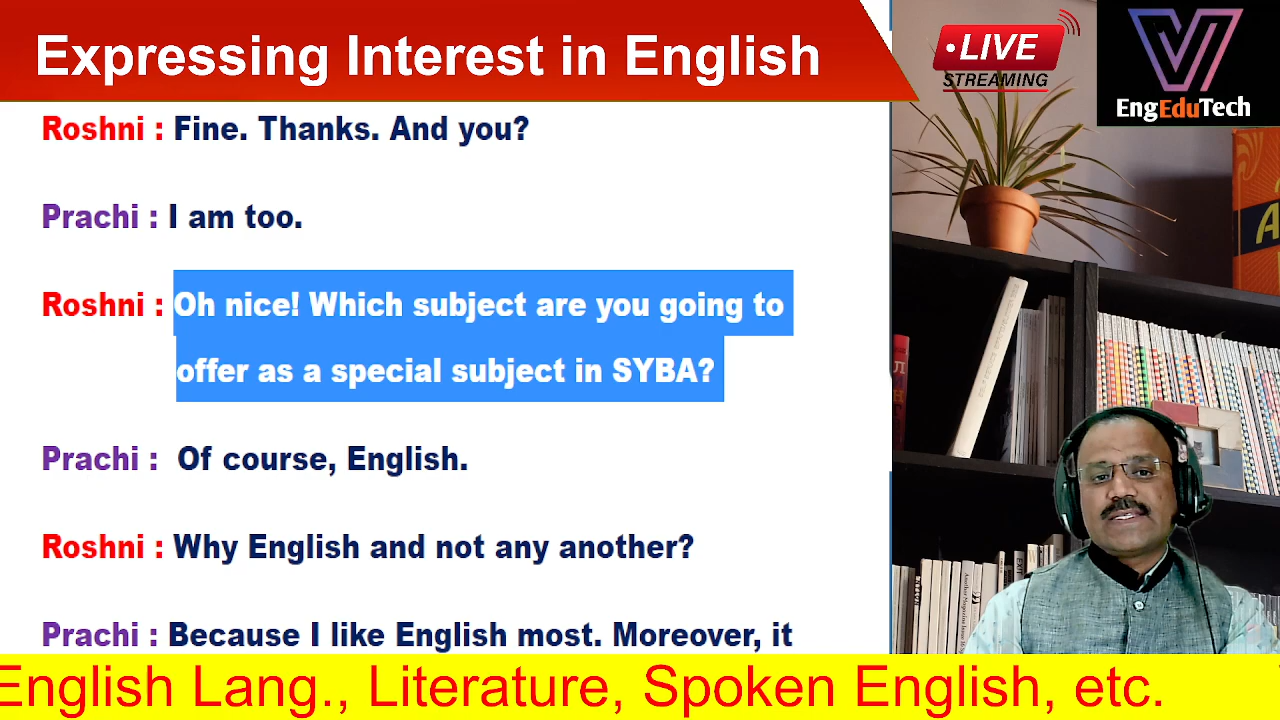 Expressing Interest in English
LIVE
STREAMING
EngEduTech
Roshni : Fine. Thanks. And you?
Prachi : I am too.
Roshni : Oh nice! Which subject are you going to
offer as a special subject in SYBA?
Prachi : Of course, English.
Roshni : Why English and not any another?
Prachi : Because I like English most. Moreover, it
English Lang., Literature, Spoken English, etc.